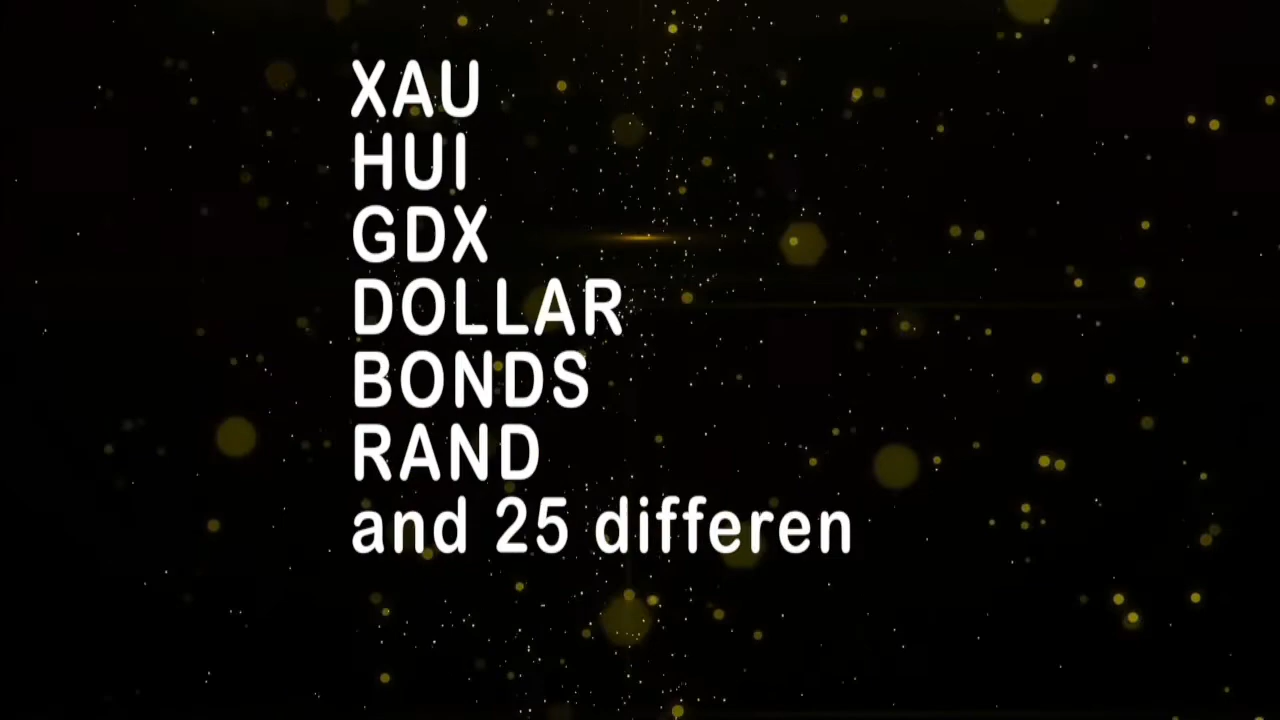 XAU
HUI
GDX
DOLLAR
BONDS
RAND
and 25 differen